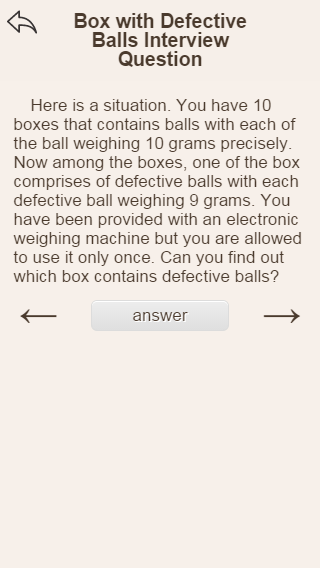 Box with Defective
Balls Interview
Question
Here is a situation. You have 10
boxes that contains balls with each of
the ball weighing 10 grams precisely.
Now among the boxes, one of the box
comprises of defective balls with each
defective ball weighing 9 grams. You
have been provided with an electronic
weighing machine but you are allowed
to use it only once. Can you find out
which box contains defective balls?
answer